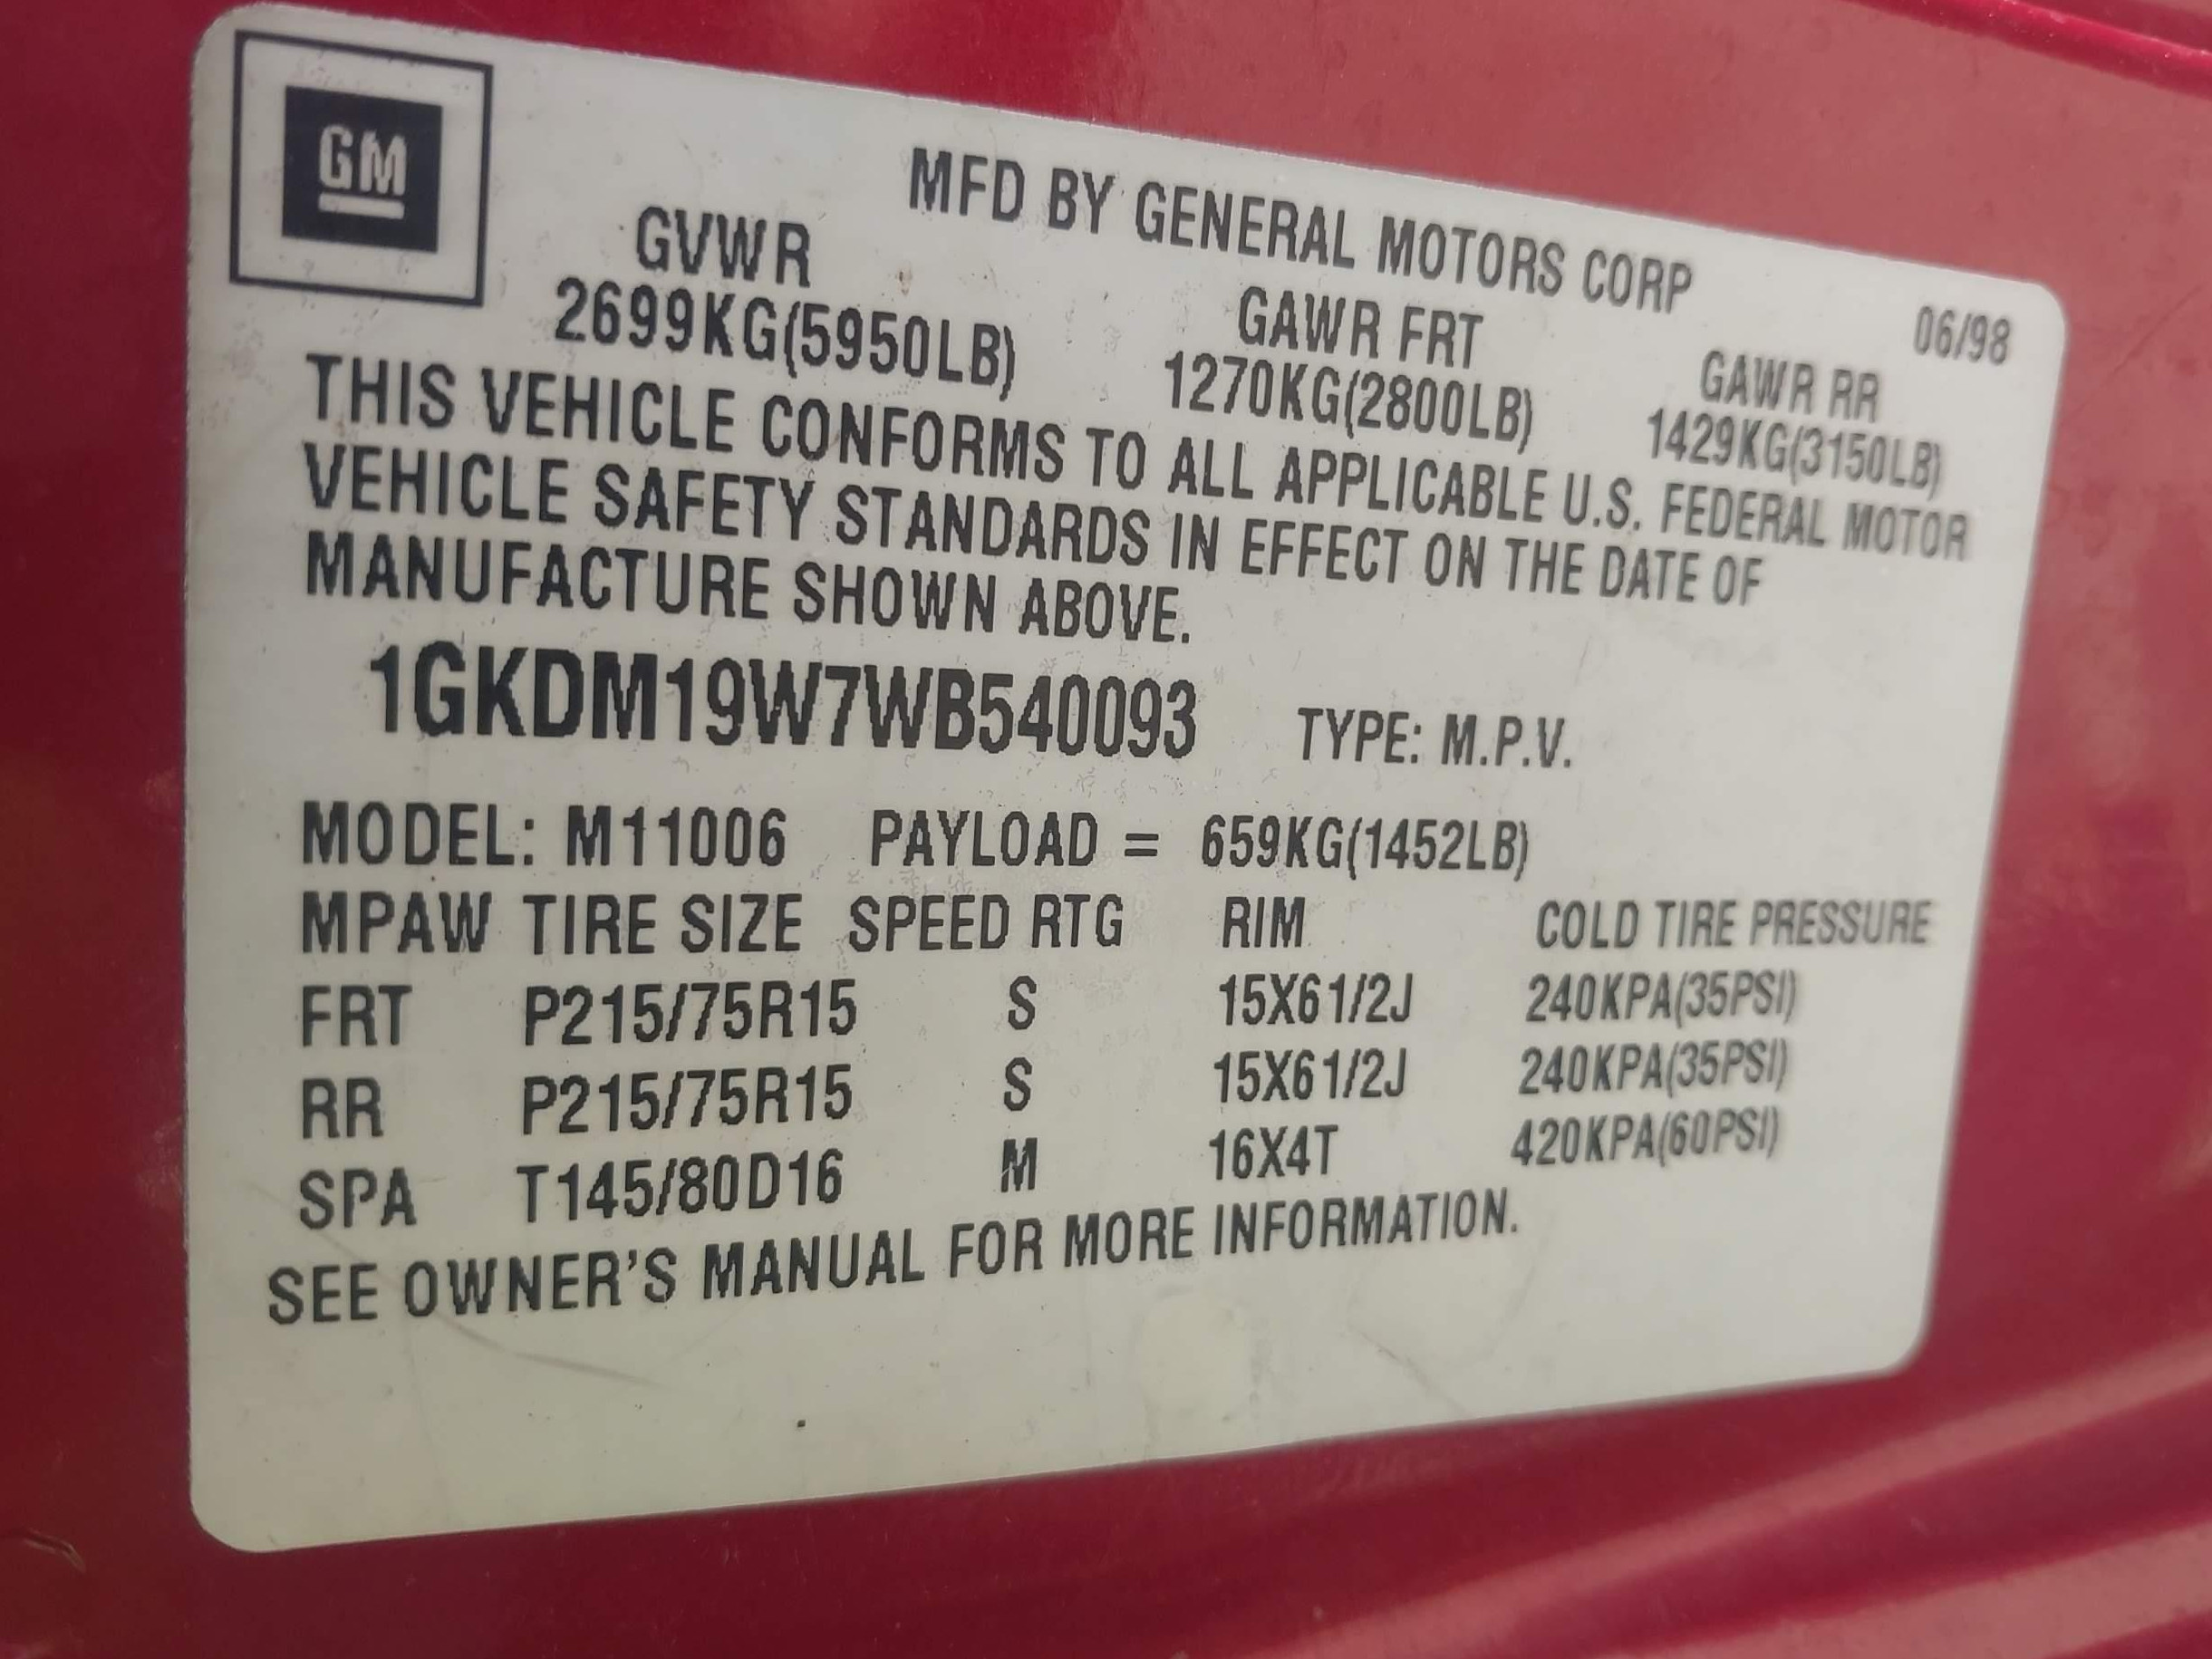 GM
MFD BY GENERAL MOTORS CORP
06/98
GVWR GAWR FRT GAWR RR
2699KG(5950LB) 1270KG(2800LB) 1429KG(3150LB)
THIS VEHICLE CONFORMS TO ALL APPLICABLE U.S. FEDERAL MOTOR
VEHICLE SAFETY STANDARDS IN EFFECT ON THE DATE OF
MANUFACTURE SHOWN ABOVE.
1GKDM19W7WB540093 TYPE: M.P.V.
MODEL: M11006 PAYLOAD = 659KG(1452LB)
MPAW TIRE SIZE SPEED RTG RIM COLD TIRE PRESSURE
FRT P215/75R15 S 15X61/2J 240KPA(35PSI)
RR P215/75R15 S 15X61/2J 240KPA(35PSI)
SPA T145/80D16 M 16X4T 420KPA(60PSI)
SEE OWNER'S MANUAL FOR MORE INFORMATION.